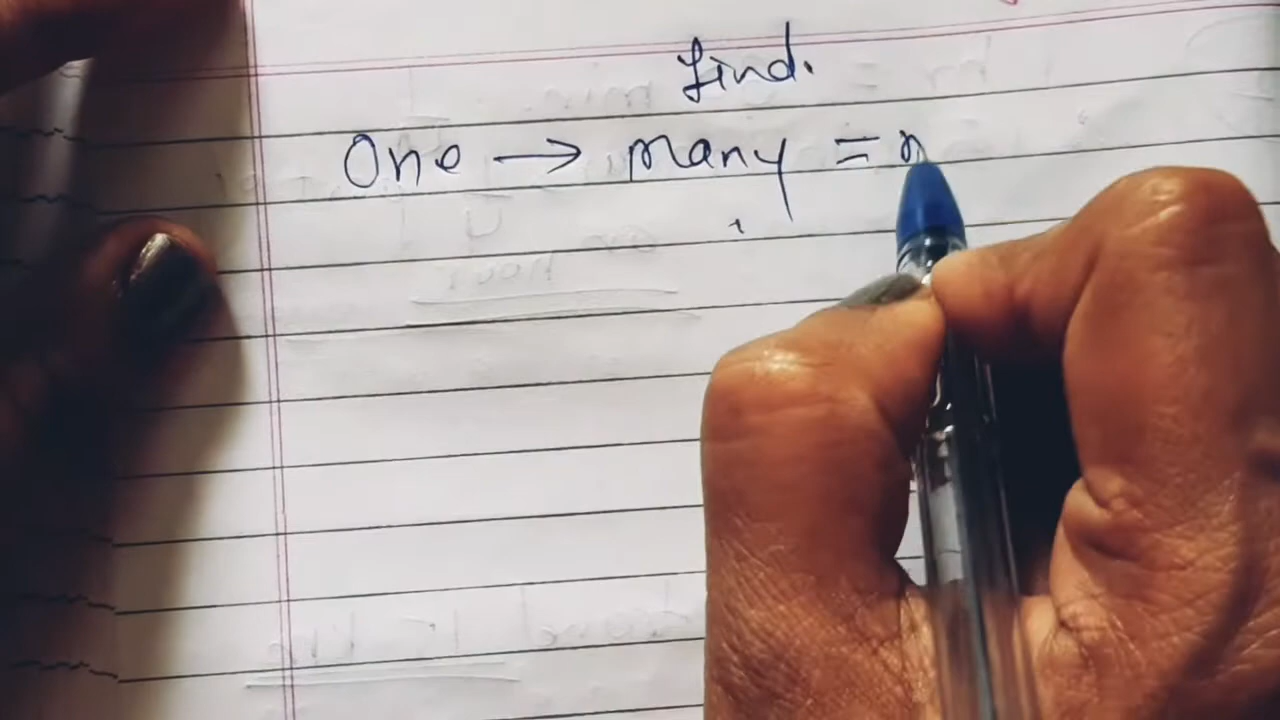 find.
One → many =